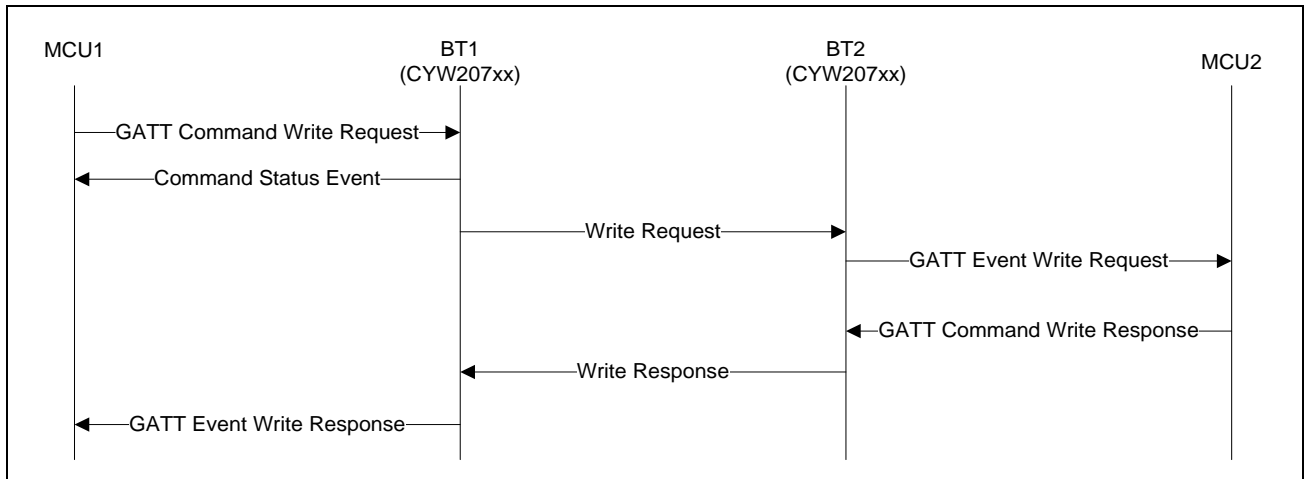 MCU1
BT1
(CYW207xx)
BT2
(CYW207xx)
MCU2
GATT Command Write Request
Command Status Event
Write Request
GATT Event Write Request
GATT Command Write Response
Write Response
GATT Event Write Response